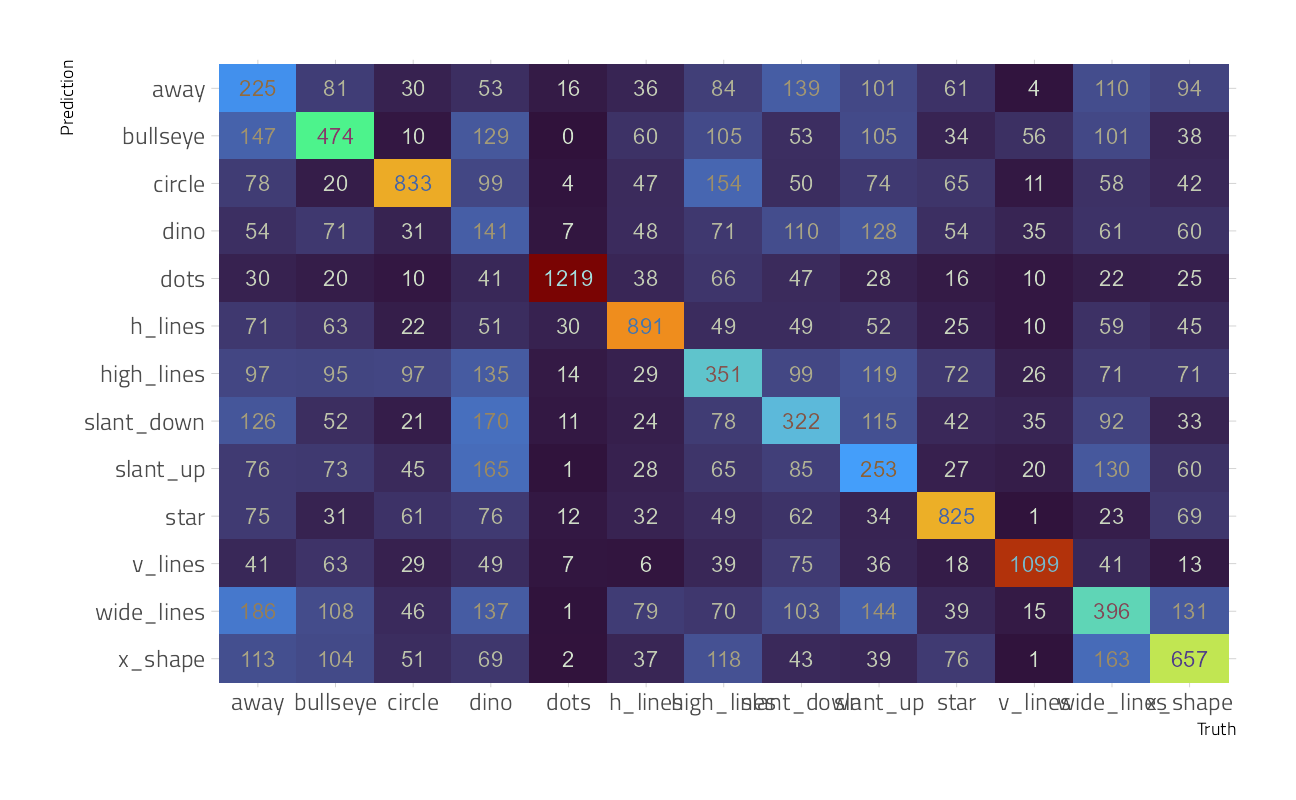 Prediction
away 225 81 30 53 16 36 84 139 101 61 4 110 94
bullseye 147 474 10 129 0 60 105 53 105 34 56 101 38
circle 78 20 833 99 4 47 154 50 74 65 11 58 42
dino 54 71 31 141 7 48 71 110 128 54 35 61 60
dots 30 20 10 41 1219 38 66 47 28 16 10 22 25
h_lines 71 63 22 51 30 891 49 49 52 25 10 59 45
high_lines 97 95 97 135 14 29 351 99 119 72 26 71 71
slant_down 126 52 21 170 11 24 78 322 115 42 35 92 33
slant_up 76 73 45 165 1 28 65 85 253 27 20 130 60
star 75 31 61 76 12 32 49 62 34 825 1 23 69
v_lines 41 63 29 49 7 6 39 75 36 18 1099 41 13
wide_lines 186 108 46 137 1 79 70 103 144 39 15 396 131
x_shape 113 104 51 69 2 37 118 43 39 76 1 163 657
away bullseye circle dino dots h_lines high_lines slant_down slant_up star v_lines wide_lines x_shape
Truth